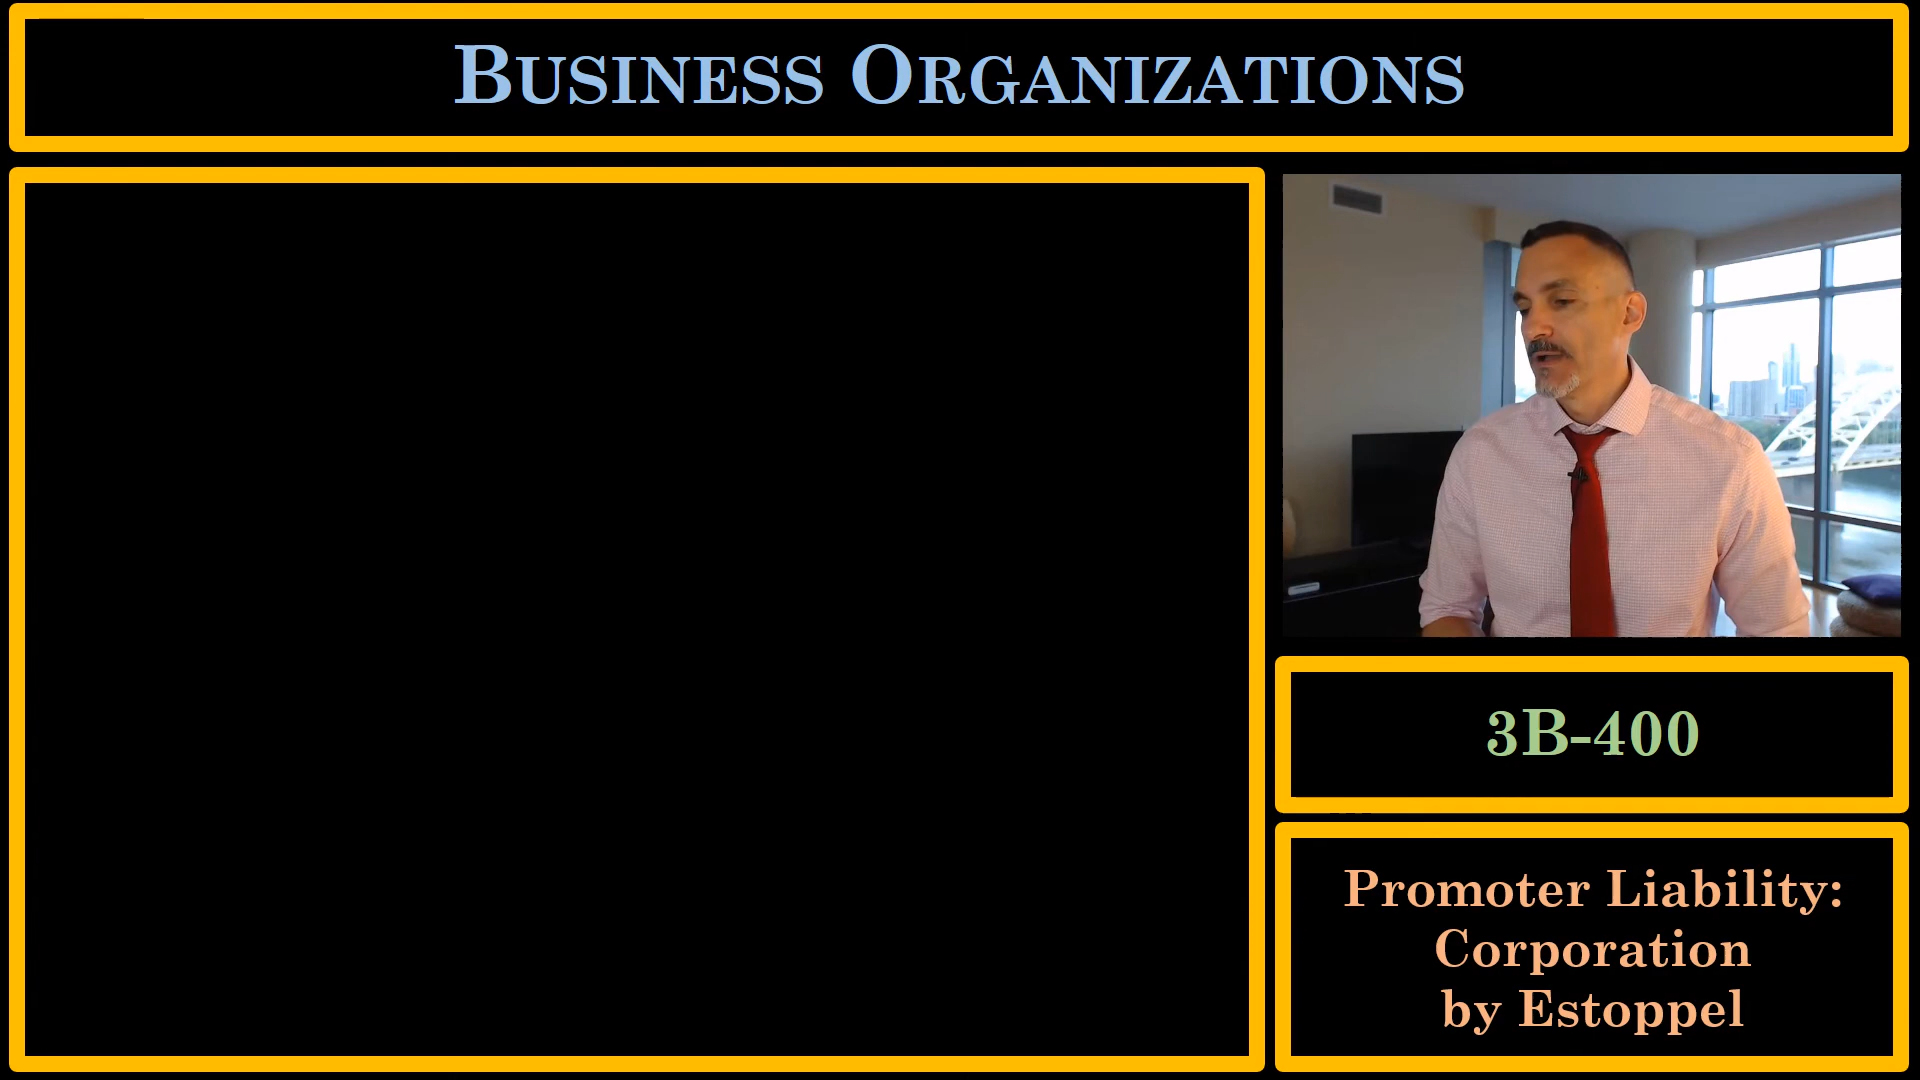 BUSINESS ORGANIZATIONS
3B-400
Promoter Liability:
Corporation
by Estoppel